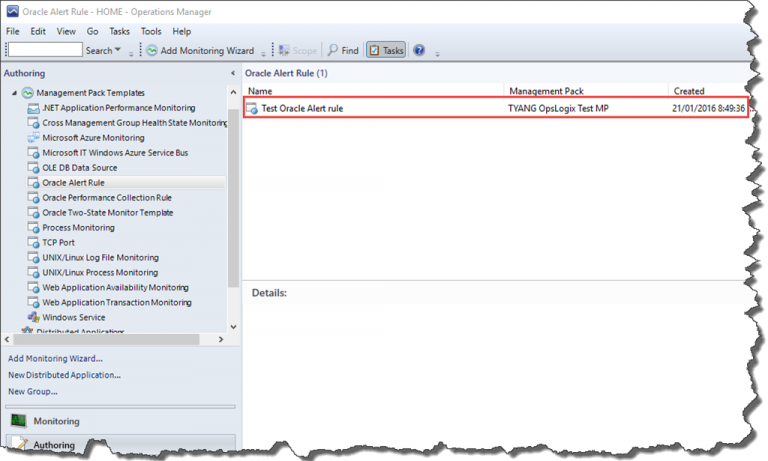 Oracle Alert Rule - HOME - Operations Manager
File Edit View Go Tasks Tools Help
Search Add Monitoring Wizard Scope Find Tasks
Authoring
Management Pack Templates
.NET Application Performance Monitoring
Cross Management Group Health State Monitoring
Microsoft Azure Monitoring
Microsoft IT Windows Azure Service Bus
OLE DB Data Source
Oracle Alert Rule
Oracle Performance Collection Rule
Oracle Two-State Monitor Template
Process Monitoring
TCP Port
UNIX/Linux Log File Monitoring
UNIX/Linux Process Monitoring
Web Application Availability Monitoring
Web Application Transaction Monitoring
Windows Service
Distributed Applications
Add Monitoring Wizard...
New Distributed Application...
New Group...
Monitoring
Authoring
Oracle Alert Rule (1)
Name Management Pack Created
Test Oracle Alert rule TYANG OpsLogix Test MP 21/01/2016 8:49:36
Details: